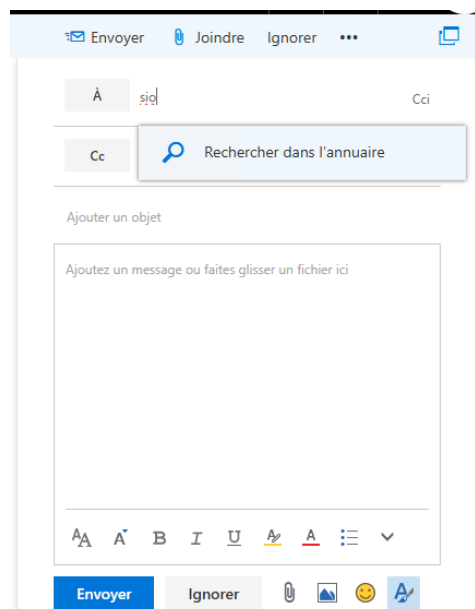 Envoyer Joindre Ignorer •••
À sio Cci
Cc Rechercher dans l'annuaire
Ajouter un objet
Ajoutez un message ou faites glisser un fichier ici
AA A B I U A A
Envoyer Ignorer A